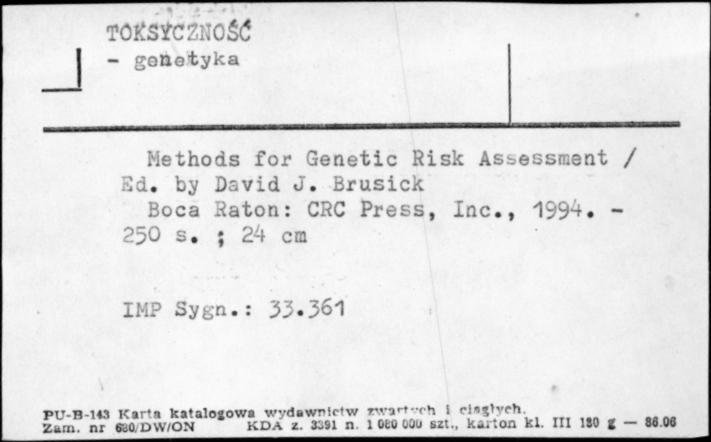 TOKSYCZNOŚĆ
- genetyka
Methods for Genetic Risk Assessment /
Ed. by David J. Brusick
Boca Raton: CRC Press, Inc., 1994. -
250 s. ; 24 cm
IMP Sygn.: 33.361
PU-B-143 Karta katalogowa wydawnictw zwartych i ciągłych.
Zam. nr 680/DW/ON KDA z. 3391 n. 1 080 000 szt., karton kl. III 180 g — 86.06